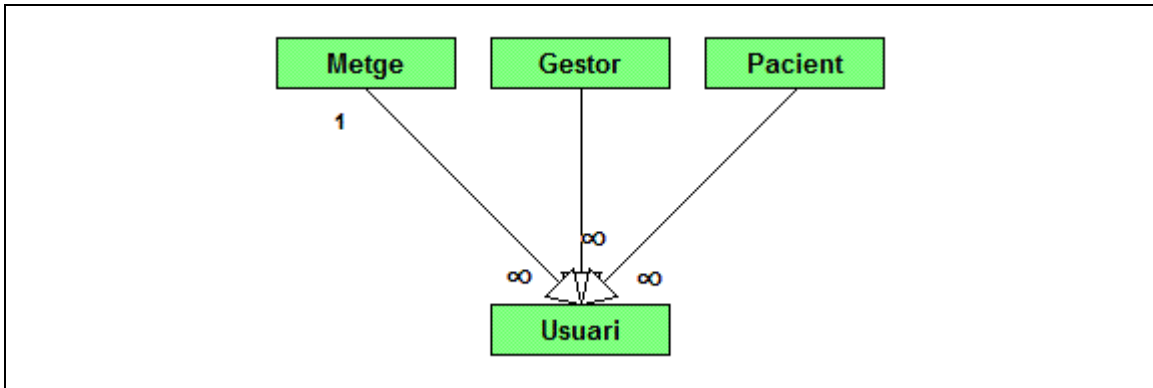 Metge Gestor Pacient
1
∞
∞ ∞
Usuari